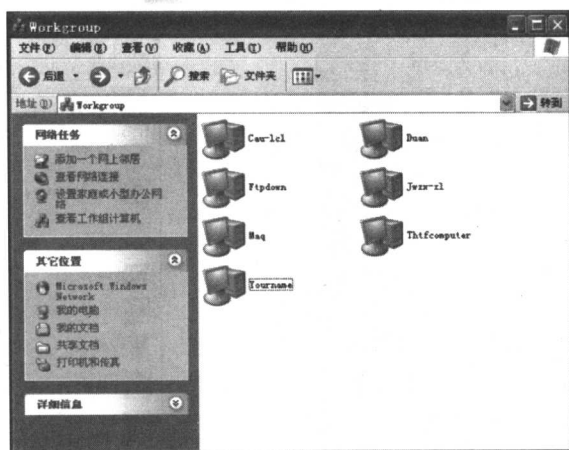 Workgroup
文件(F) 编辑(E) 查看(V) 收藏(A) 工具(T) 帮助(H)
后退 搜索 文件夹
地址(D) Workgroup 转到
网络任务
添加一个网上邻居
查看网络连接
设置家庭或小型办公网
络
查看工作组计算机
其它位置
Microsoft Windows
Network
我的电脑
我的文档
共享文档
打印机和传真
详细信息
Cau-lcl Duan
Ftpdown Jwzx-zl
Maq Thtfcomputer
Yourname